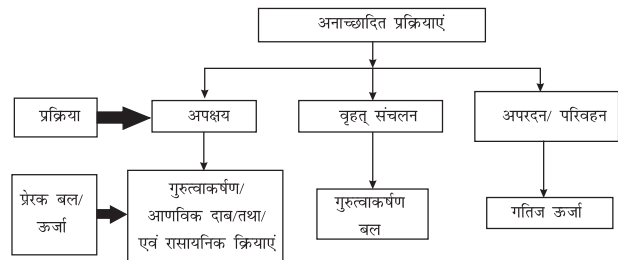 अनाच्छादित प्रक्रियाएं
प्रक्रिया
अपक्षय
वृहत् संचलन
अपरदन/ परिवहन
प्रेरक बल/
ऊर्जा
गुरुत्वाकर्षण/
आणविक दाब/तथा/
एवं रासायनिक क्रियाएं
गुरुत्वाकर्षण
बल
गतिज ऊर्जा